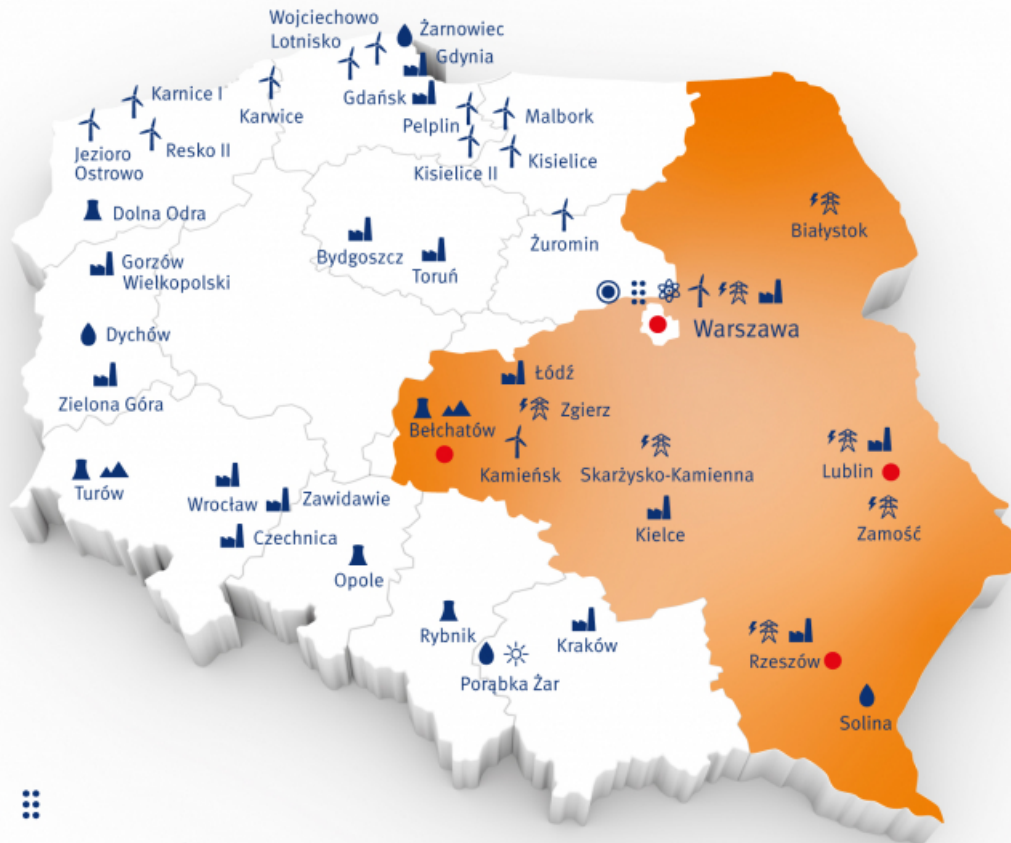 Wojciechowo
Lotnisko
Żarnowiec
Gdynia
Karnice I
Karwice
Gdańsk
Pelplin
Malbork
Jezioro
Ostrowo
Resko II
Kisielice II
Kisielice
Dolna Odra
Białystok
Żuromin
Bydgoszcz
Toruń
Gorzów
Wielkopolski
Dychów
Warszawa
Łódź
Zielona Góra
Zgierz
Bełchatów
Kamieńsk
Skarżysko-Kamienna
Lublin
Turów
Wrocław
Zawidawie
Kielce
Zamość
Czechnica
Opole
Rybnik
Kraków
Rzeszów
Porąbka Żar
Solina